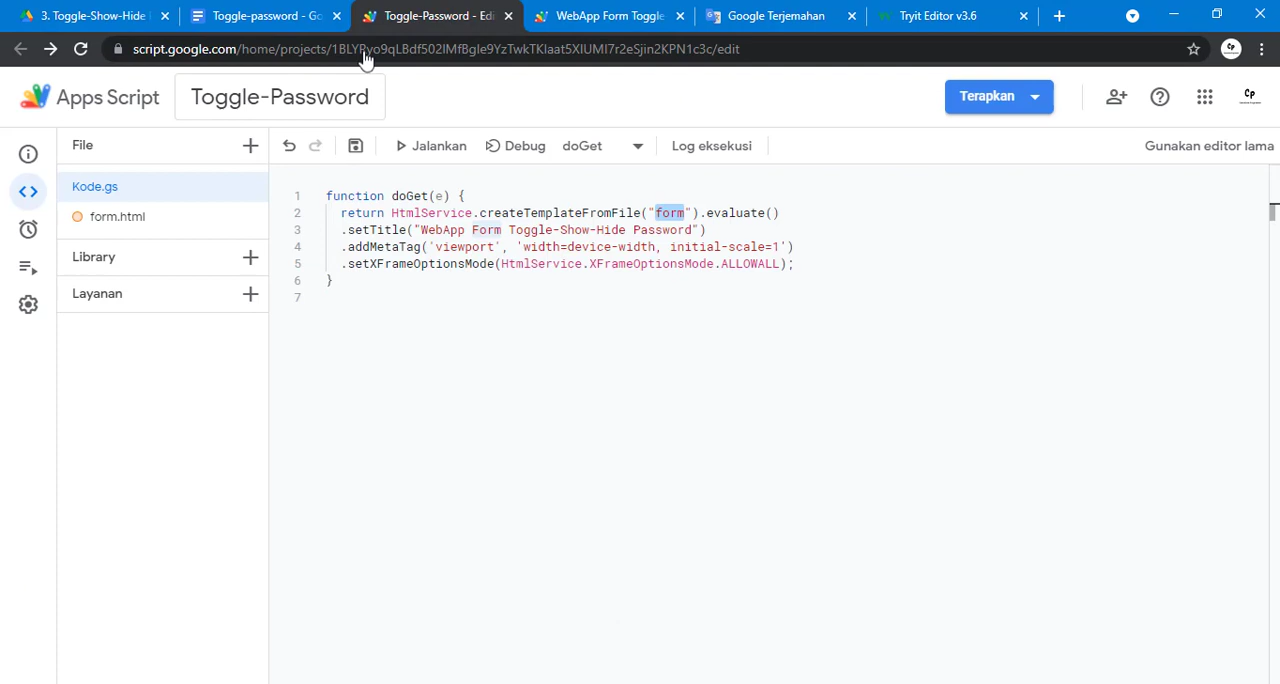 3. Toggle-Show-Hide
Toggle-password - Go
Toggle-Password - Edi
WebApp Form Toggle
Google Terjemahan
Tryit Editor v3.6
script.google.com/home/projects/1BLYPyo9qLBdf502IMfBgle9YzTwkTKlaat5XIUMI7r2eSjin2KPN1c3c/edit
Apps Script
Toggle-Password
Terapkan
File
Jalankan
Debug
doGet
Log eksekusi
Gunakan editor lama
Kode.gs
form.html
Library
Layanan
1 function doGet(e) {
2 return HtmlService.createTemplateFromFile("form").evaluate()
3 .setTitle("WebApp Form Toggle-Show-Hide Password")
4 .addMetaTag('viewport', 'width=device-width, initial-scale=1')
5 .setXFrameOptionsMode(HtmlService.XFrameOptionsMode.ALLOWALL);
6 }
7